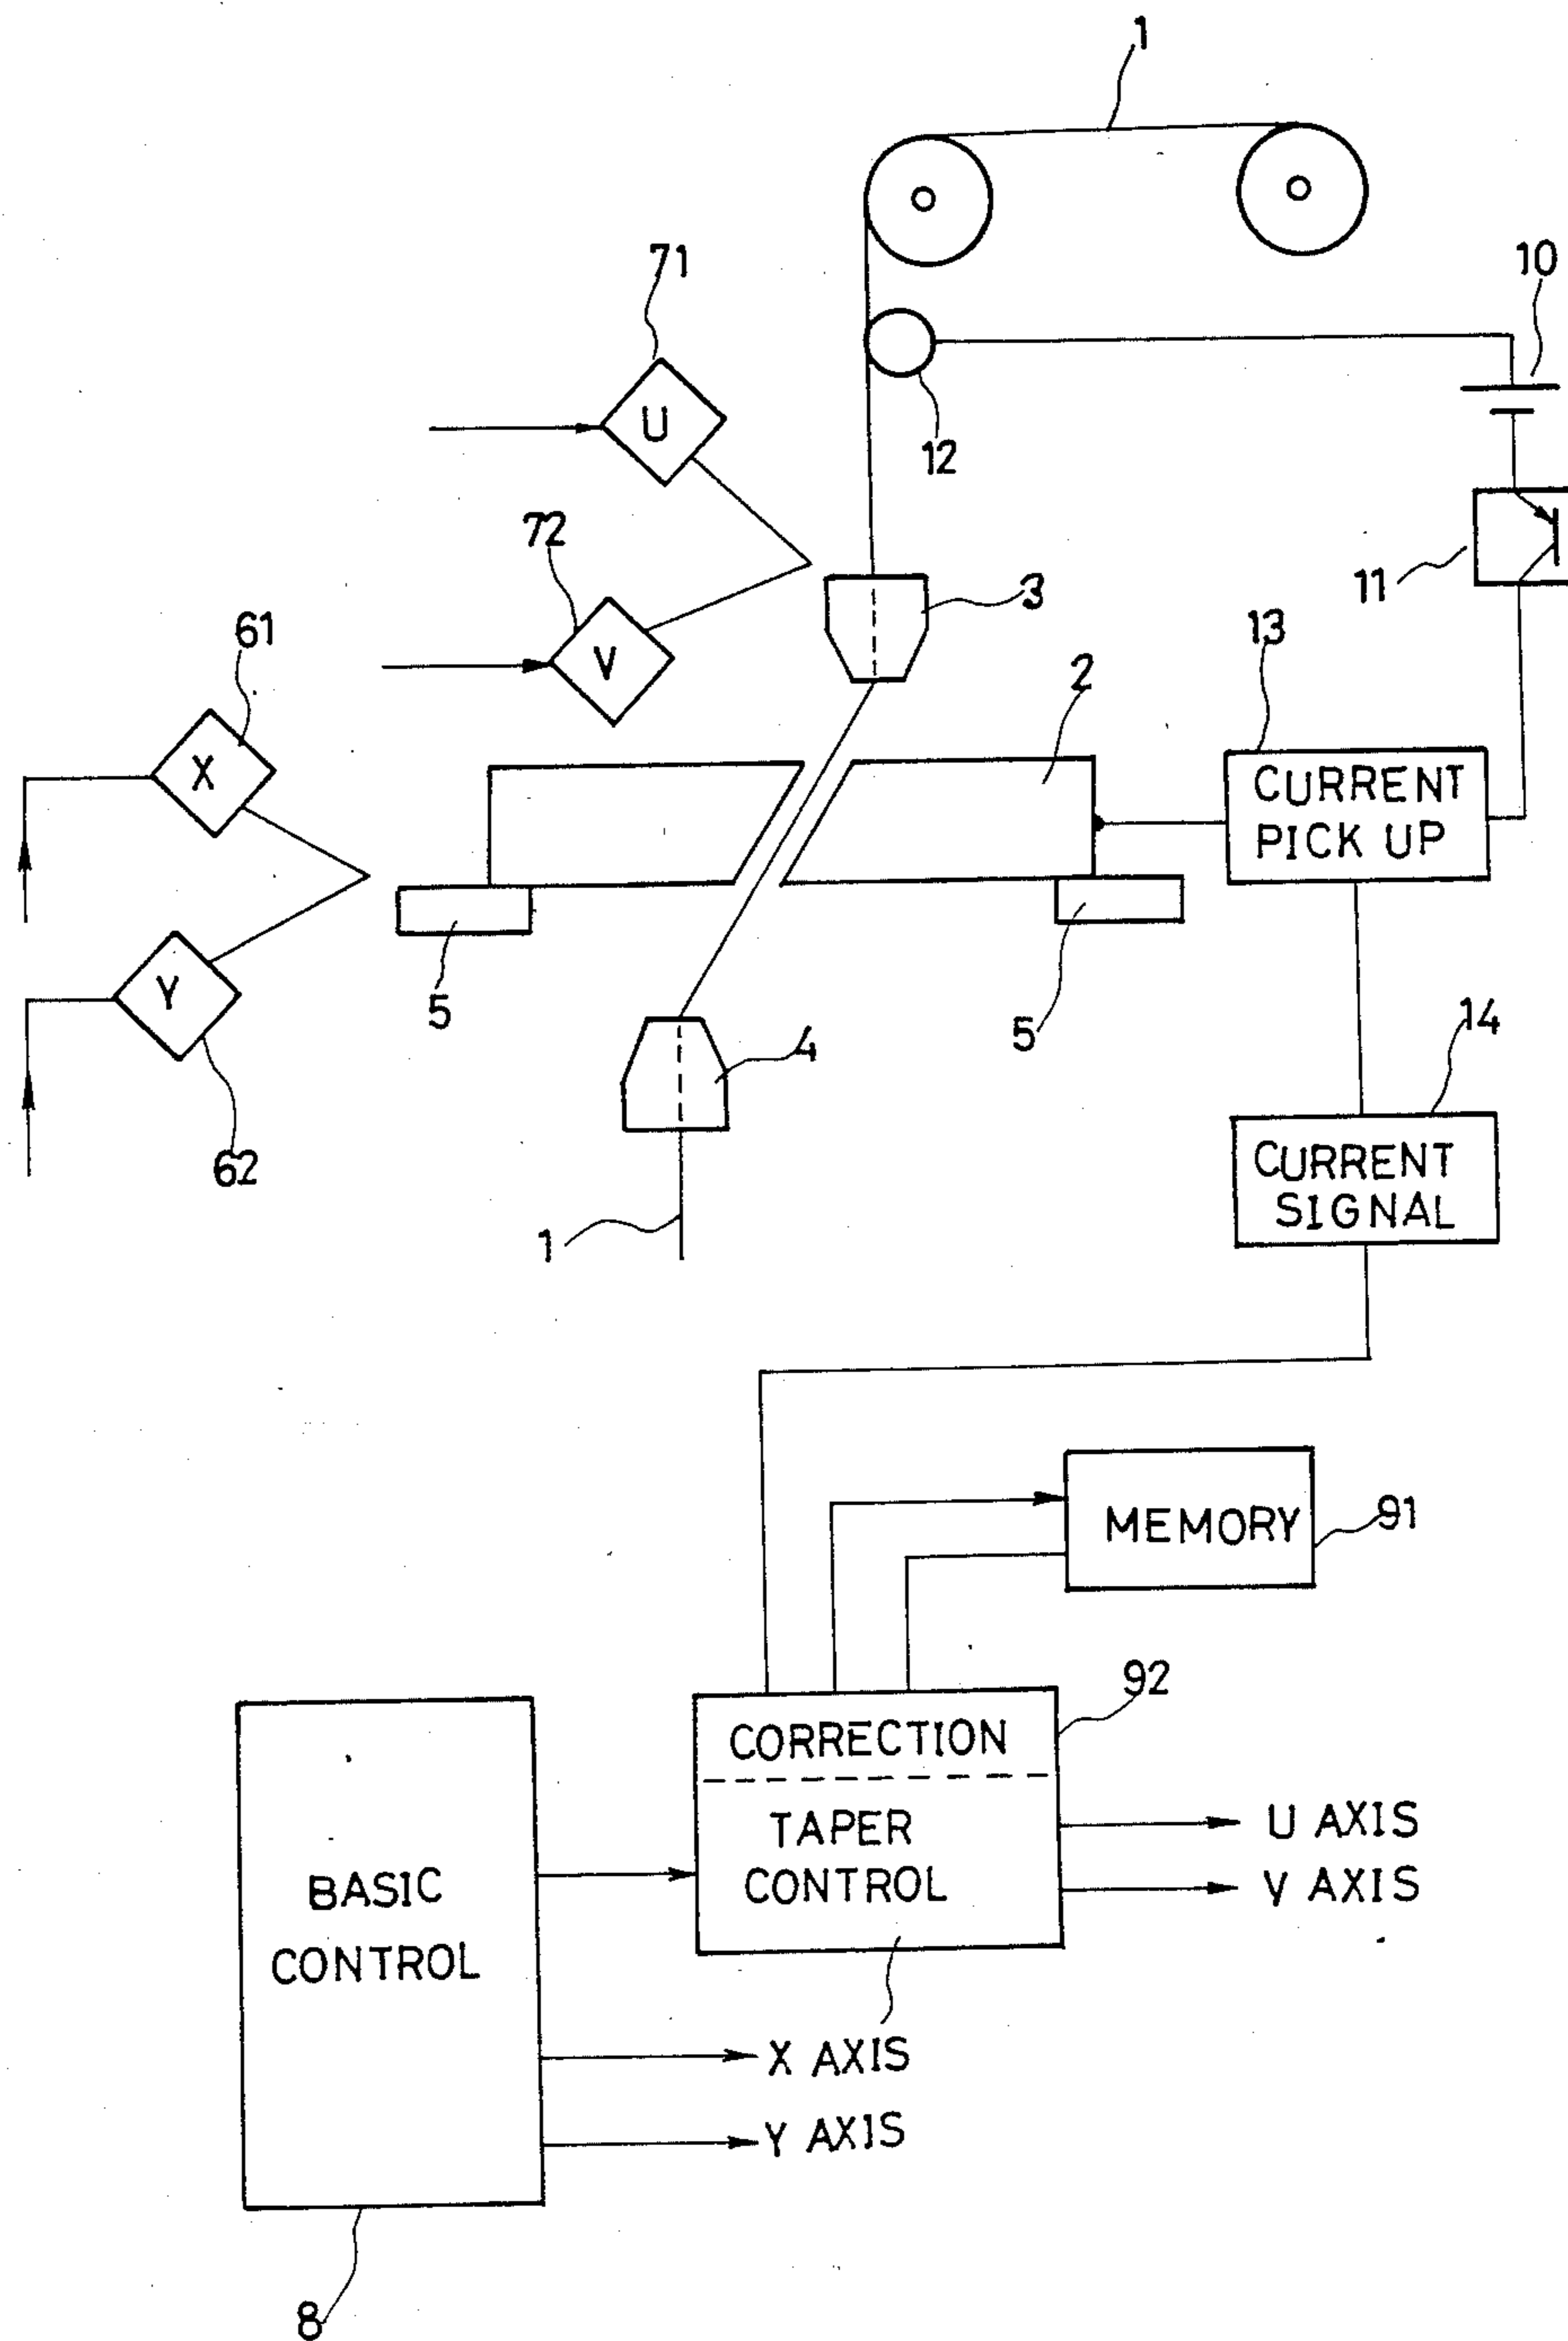 1
71
10
U
12
72
11
3
61
V
13
2
X
CURRENT
PICK UP
5
5
Y
4
14
62
CURRENT
SIGNAL
1
MEMORY
91
92
CORRECTION
TAPER
CONTROL
U AXIS
V AXIS
BASIC
CONTROL
X AXIS
Y AXIS
8